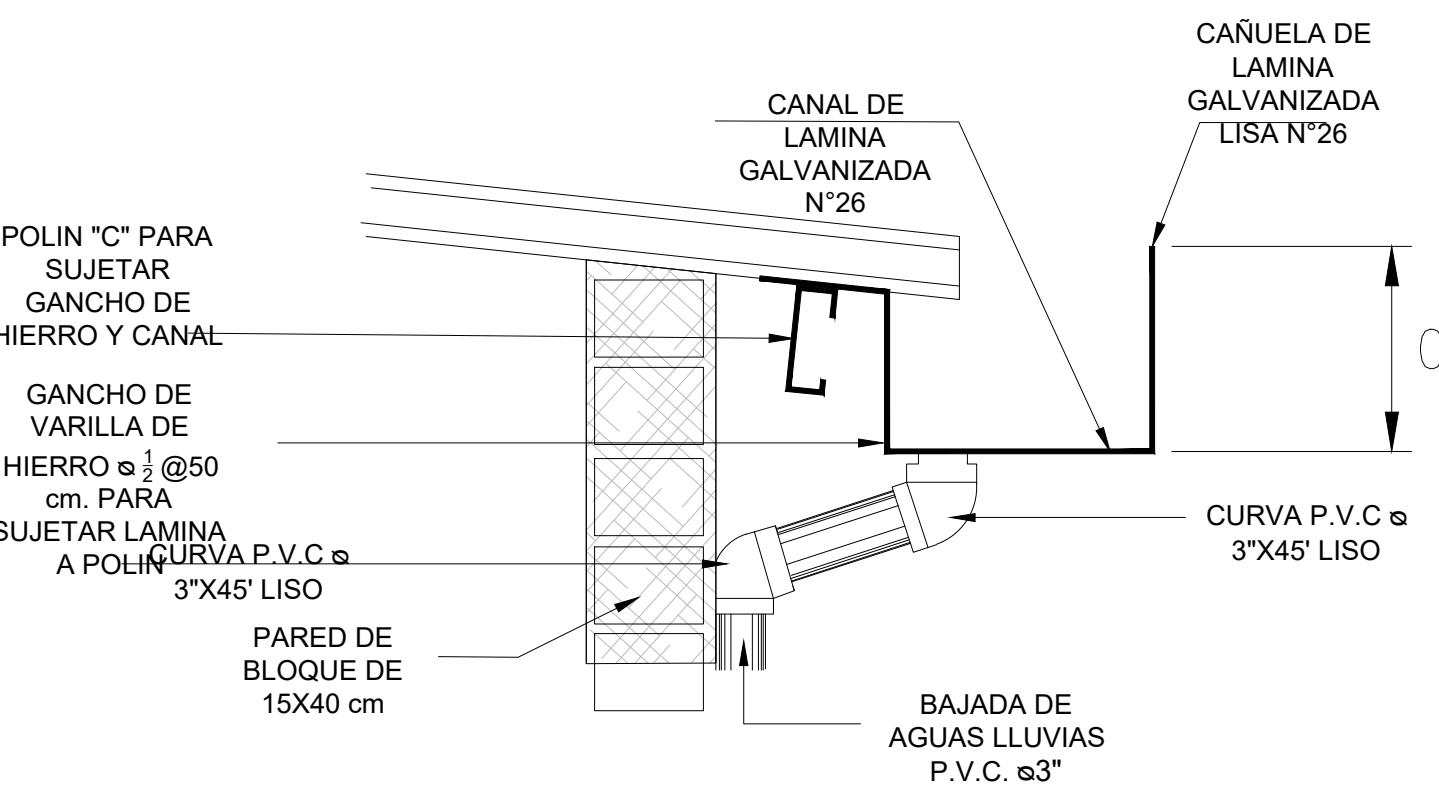 CAÑUELA DE
LAMINA
GALVANIZADA
LISA N°26
CANAL DE
LAMINA
GALVANIZADA
N°26
POLIN "C" PARA
SUJETAR
GANCHO DE
HIERRO Y CANAL
GANCHO DE
VARILLA DE
HIERRO ⌀ 1/2 @50
cm. PARA
SUJETAR LAMINA
A POLIN
CURVA P.V.C ⌀
3"X45' LISO
PARED DE
BLOQUE DE
15X40 cm
CURVA P.V.C ⌀
3"X45' LISO
BAJADA DE
AGUAS LLUVIAS
P.V.C. ⌀3"